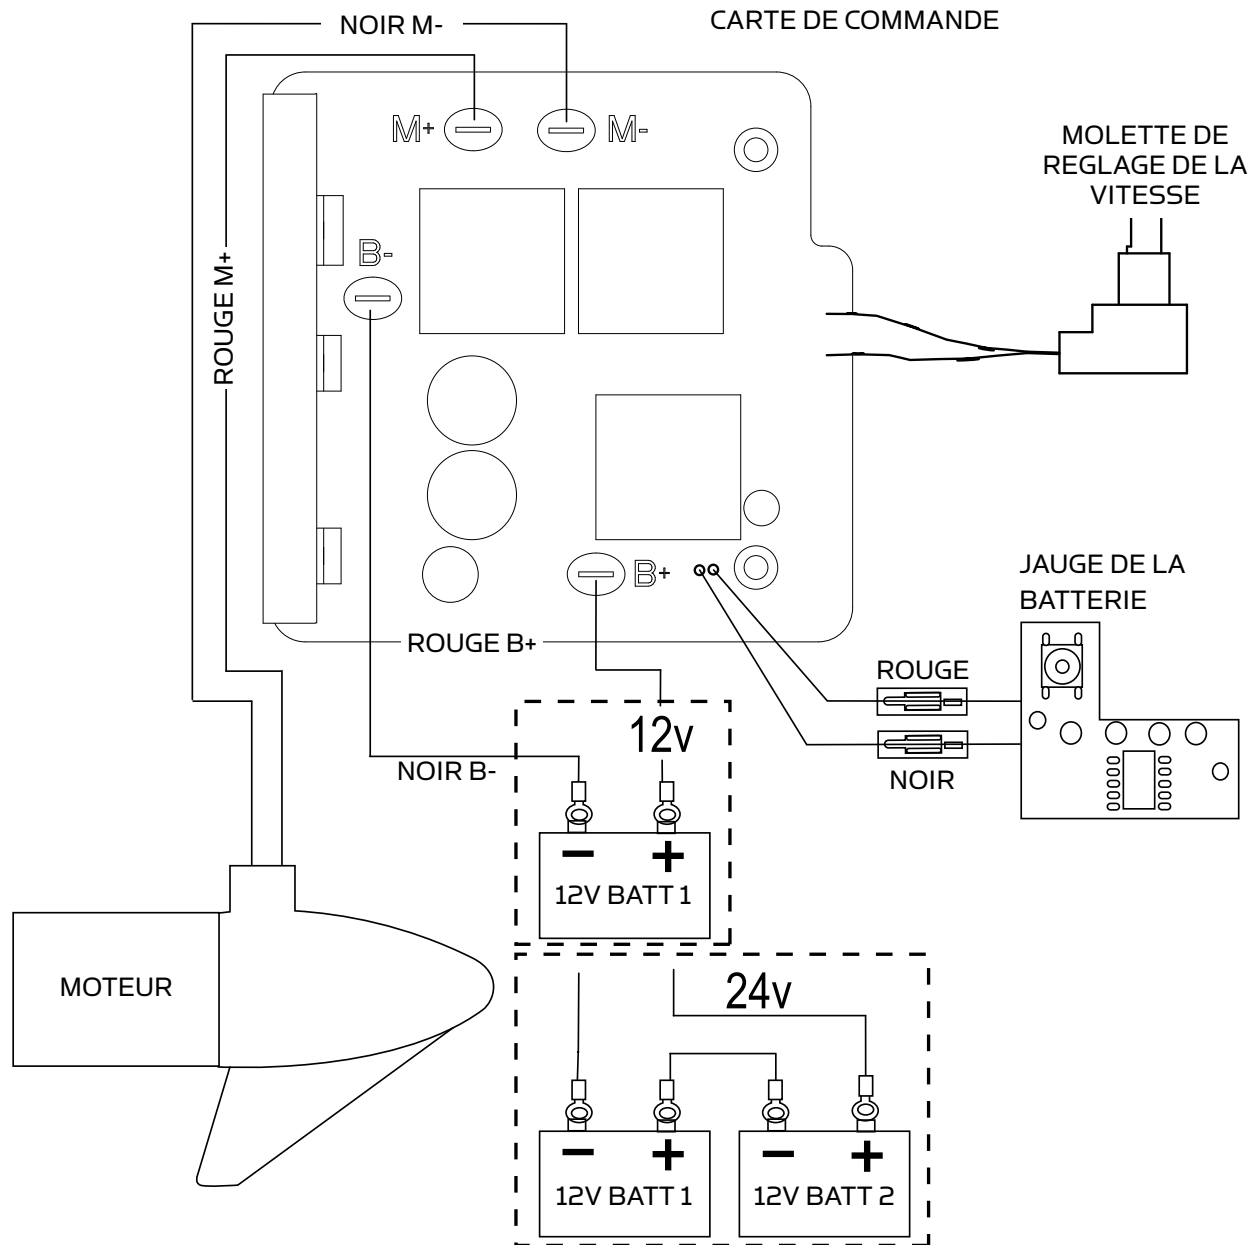 NOIR M-
CARTE DE COMMANDE
M+
M-
MOLETTE DE
REGLAGE DE LA
VITESSE
ROUGE M+
B-
B+
JAUGE DE LA
BATTERIE
ROUGE B+
ROUGE
12v
NOIR B-
NOIR
- +
12V BATT 1
MOTEUR
24v
- +
12V BATT 1
- +
12V BATT 2